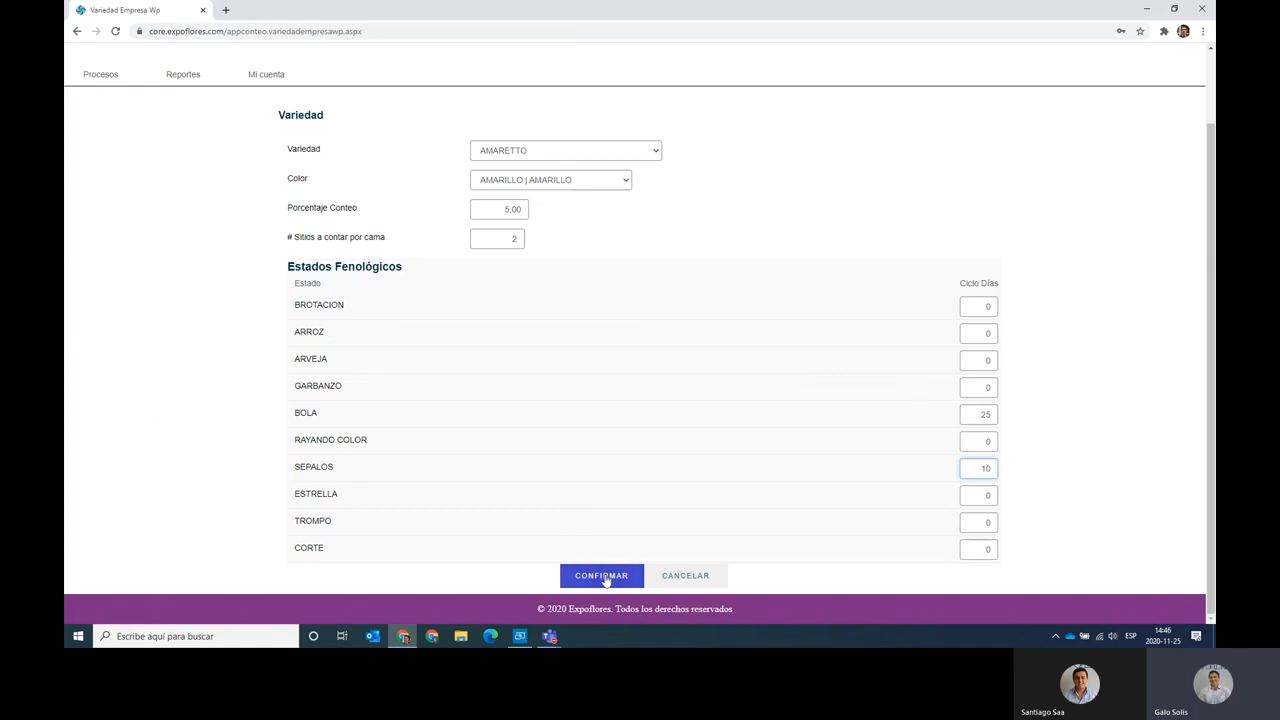 Variedad Empresa Wp
core.expoflores.com/appconteo.variedadempresawp.aspx
Procesos Reportes Mi cuenta
Variedad
Variedad AMARETTO
Color AMARILLO | AMARILLO
Porcentaje Conteo 5,00
# Sitios a contar por cama 2
Estados Fenológicos
Estado Ciclo Días
BROTACION 0
ARROZ 0
ARVEJA 0
GARBANZO 0
BOLA 25
RAYANDO COLOR 0
SEPALOS 10
ESTRELLA 0
TROMPO 0
CORTE 0
CONFIRMAR CANCELAR
© 2020 Expoflores. Todos los derechos reservados
Escribe aquí para buscar
ESP
14:46
2020-11-25
Santiago Saa Galo Solis